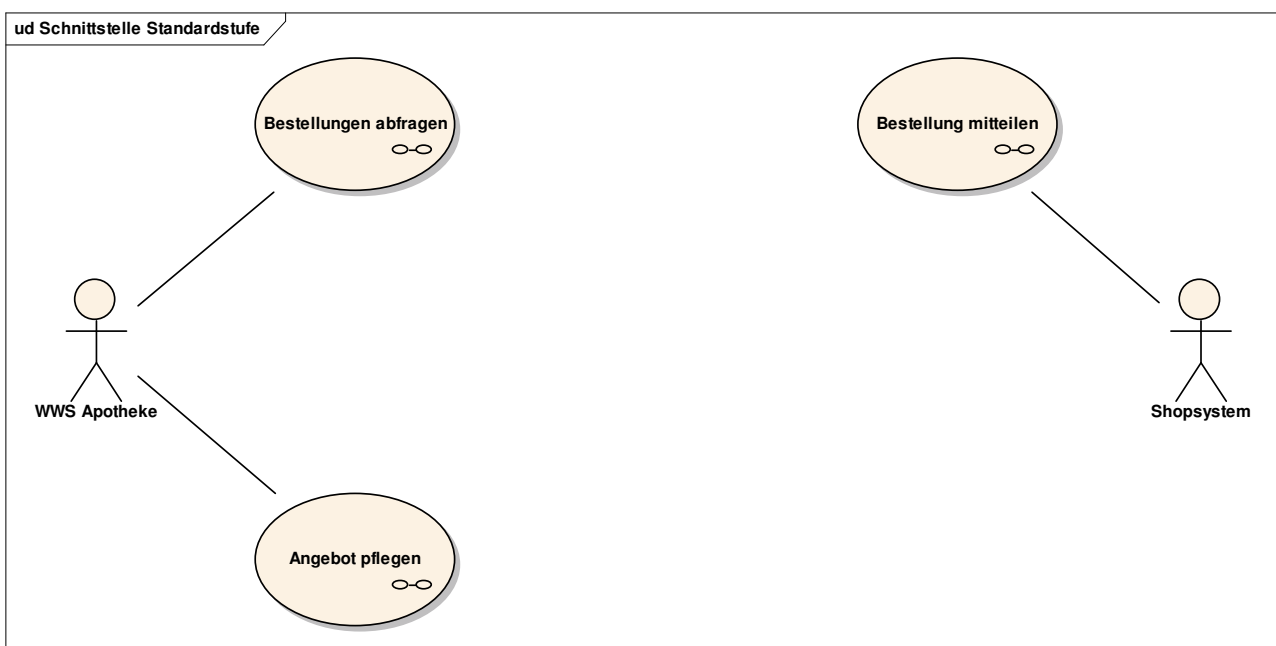 ud Schnittstelle Standardstufe
Bestellungen abfragen
Bestellung mitteilen
WWS Apotheke
Shopsystem
Angebot pflegen